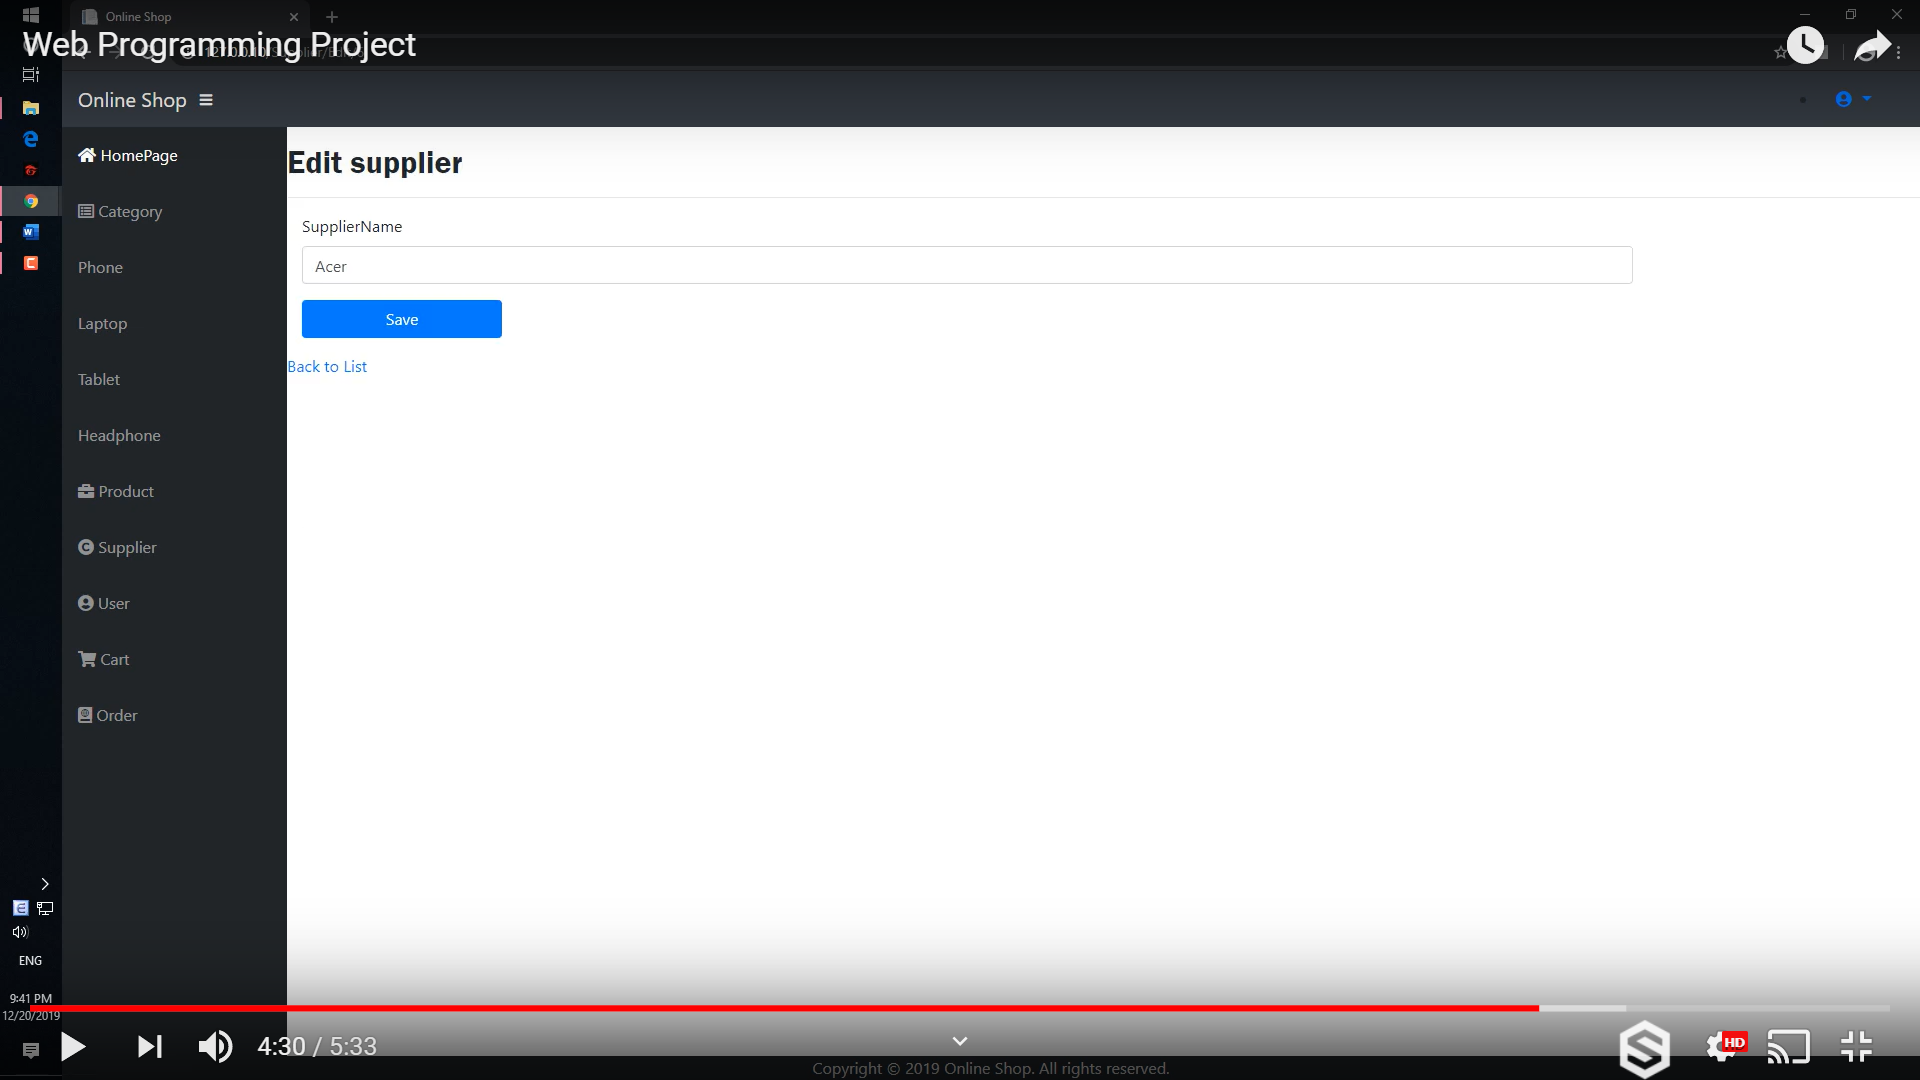 Online Shop
Web Programming Project
Online Shop
HomePage
Category
Phone
Laptop
Tablet
Headphone
Product
Supplier
User
Cart
Order
Edit supplier
SupplierName
Acer
Save
Back to List
ENG
9:41 PM
12/20/2019
4:30 / 5:33
HD
Copyright © 2019 Online Shop. All rights reserved.